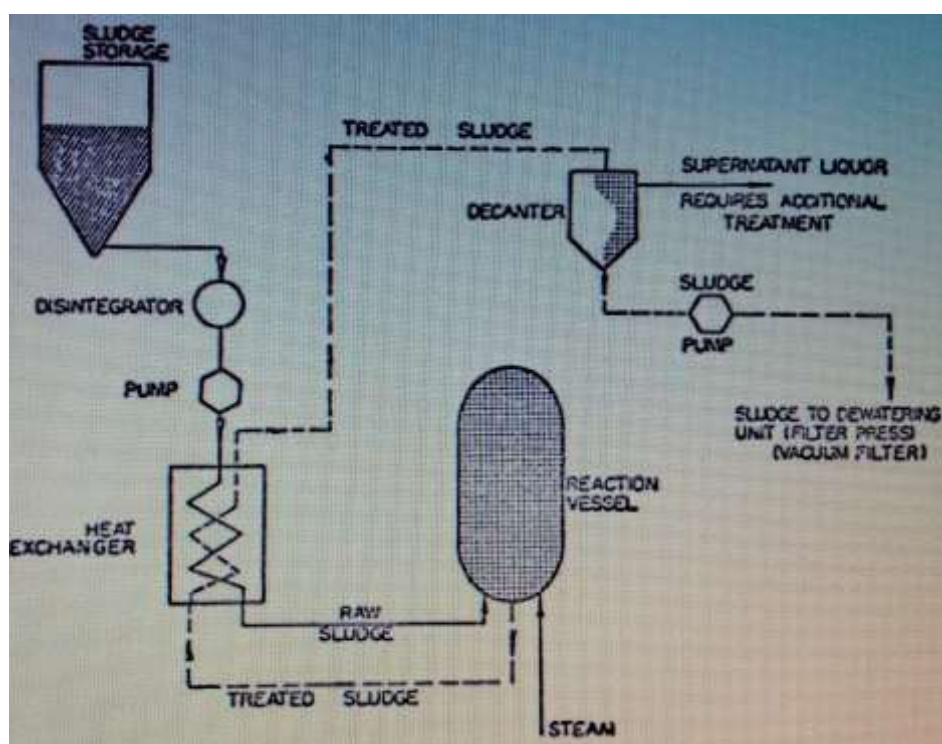 SLUDGE
STORAGE
TREATED SLUDGE
SUPERNATANT LIQUOR
REQUIRES ADDITIONAL
TREATMENT
DECANTER
DISINTEGRATOR
SLUDGE
PUMP
PUMP
SLUDGE TO DEWATERING
UNIT (FILTER PRESS)
(VACUUM FILTER)
REACTION
VESSEL
HEAT
EXCHANGER
RAW
SLUDGE
TREATED SLUDGE
STEAM